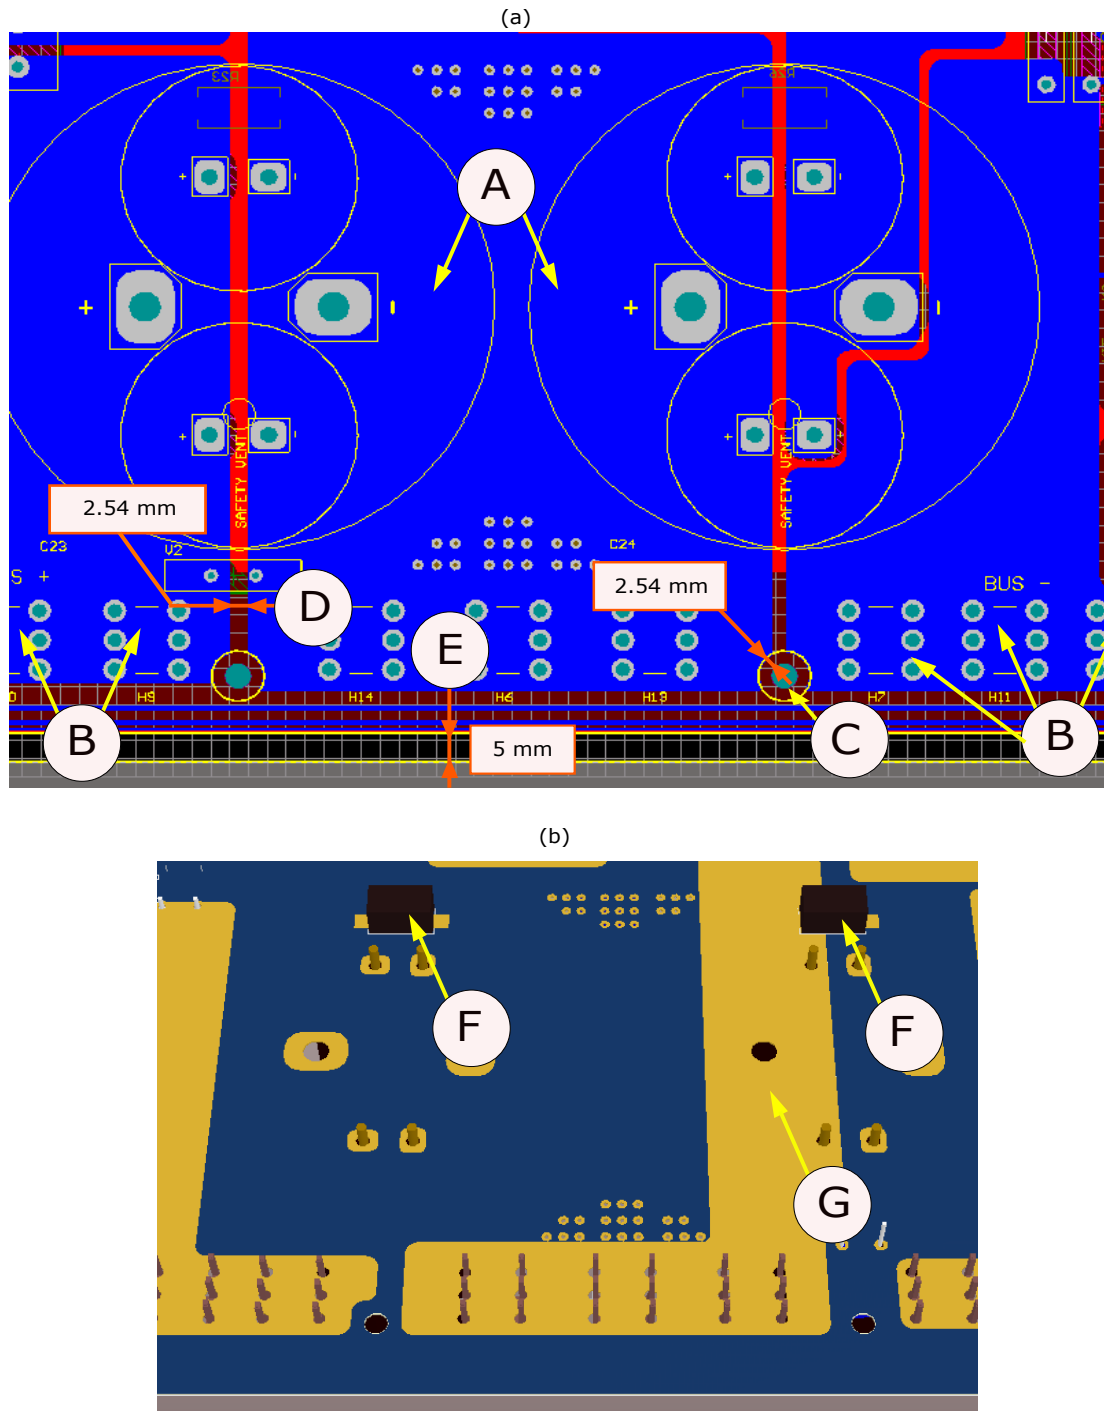 (a)
R23
R26
A
+ -
+ -
+ - + -
+ - + +
SAFETY VENT
SAFETY VENT
2.54 mm
C23
V2
C24
2.54 mm
S +
BUS -
D
E
H9
H14
H6
H13
H7
H11
B
5 mm
C
B
(b)
F
F
G